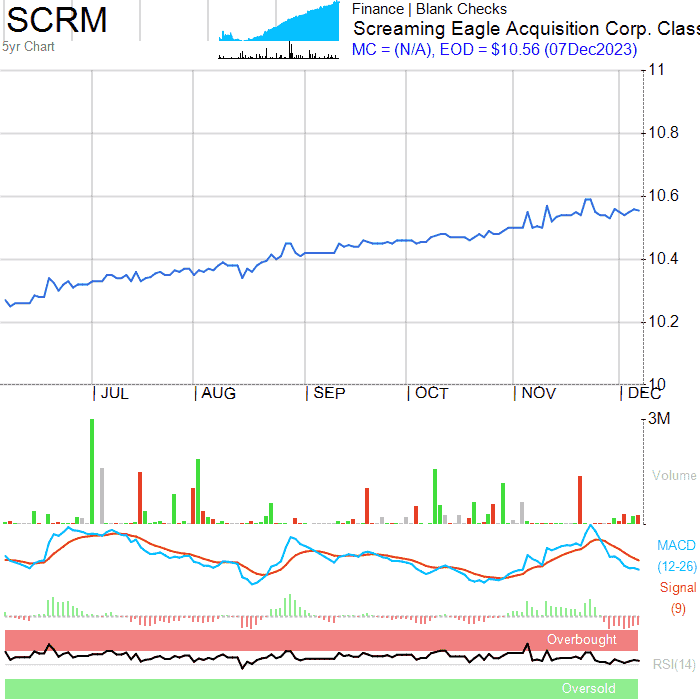 SCRM
5yr Chart
Finance | Blank Checks
Screaming Eagle Acquisition Corp. Class
MC = (N/A), EOD = $10.56 (07Dec2023)
11
10.8
10.6
10.4
10.2
10
JUL
AUG
SEP
OCT
NOV
DEC
3M
Volume
MACD
(12-26)
Signal
(9)
Overbought
RSI(14)
Oversold